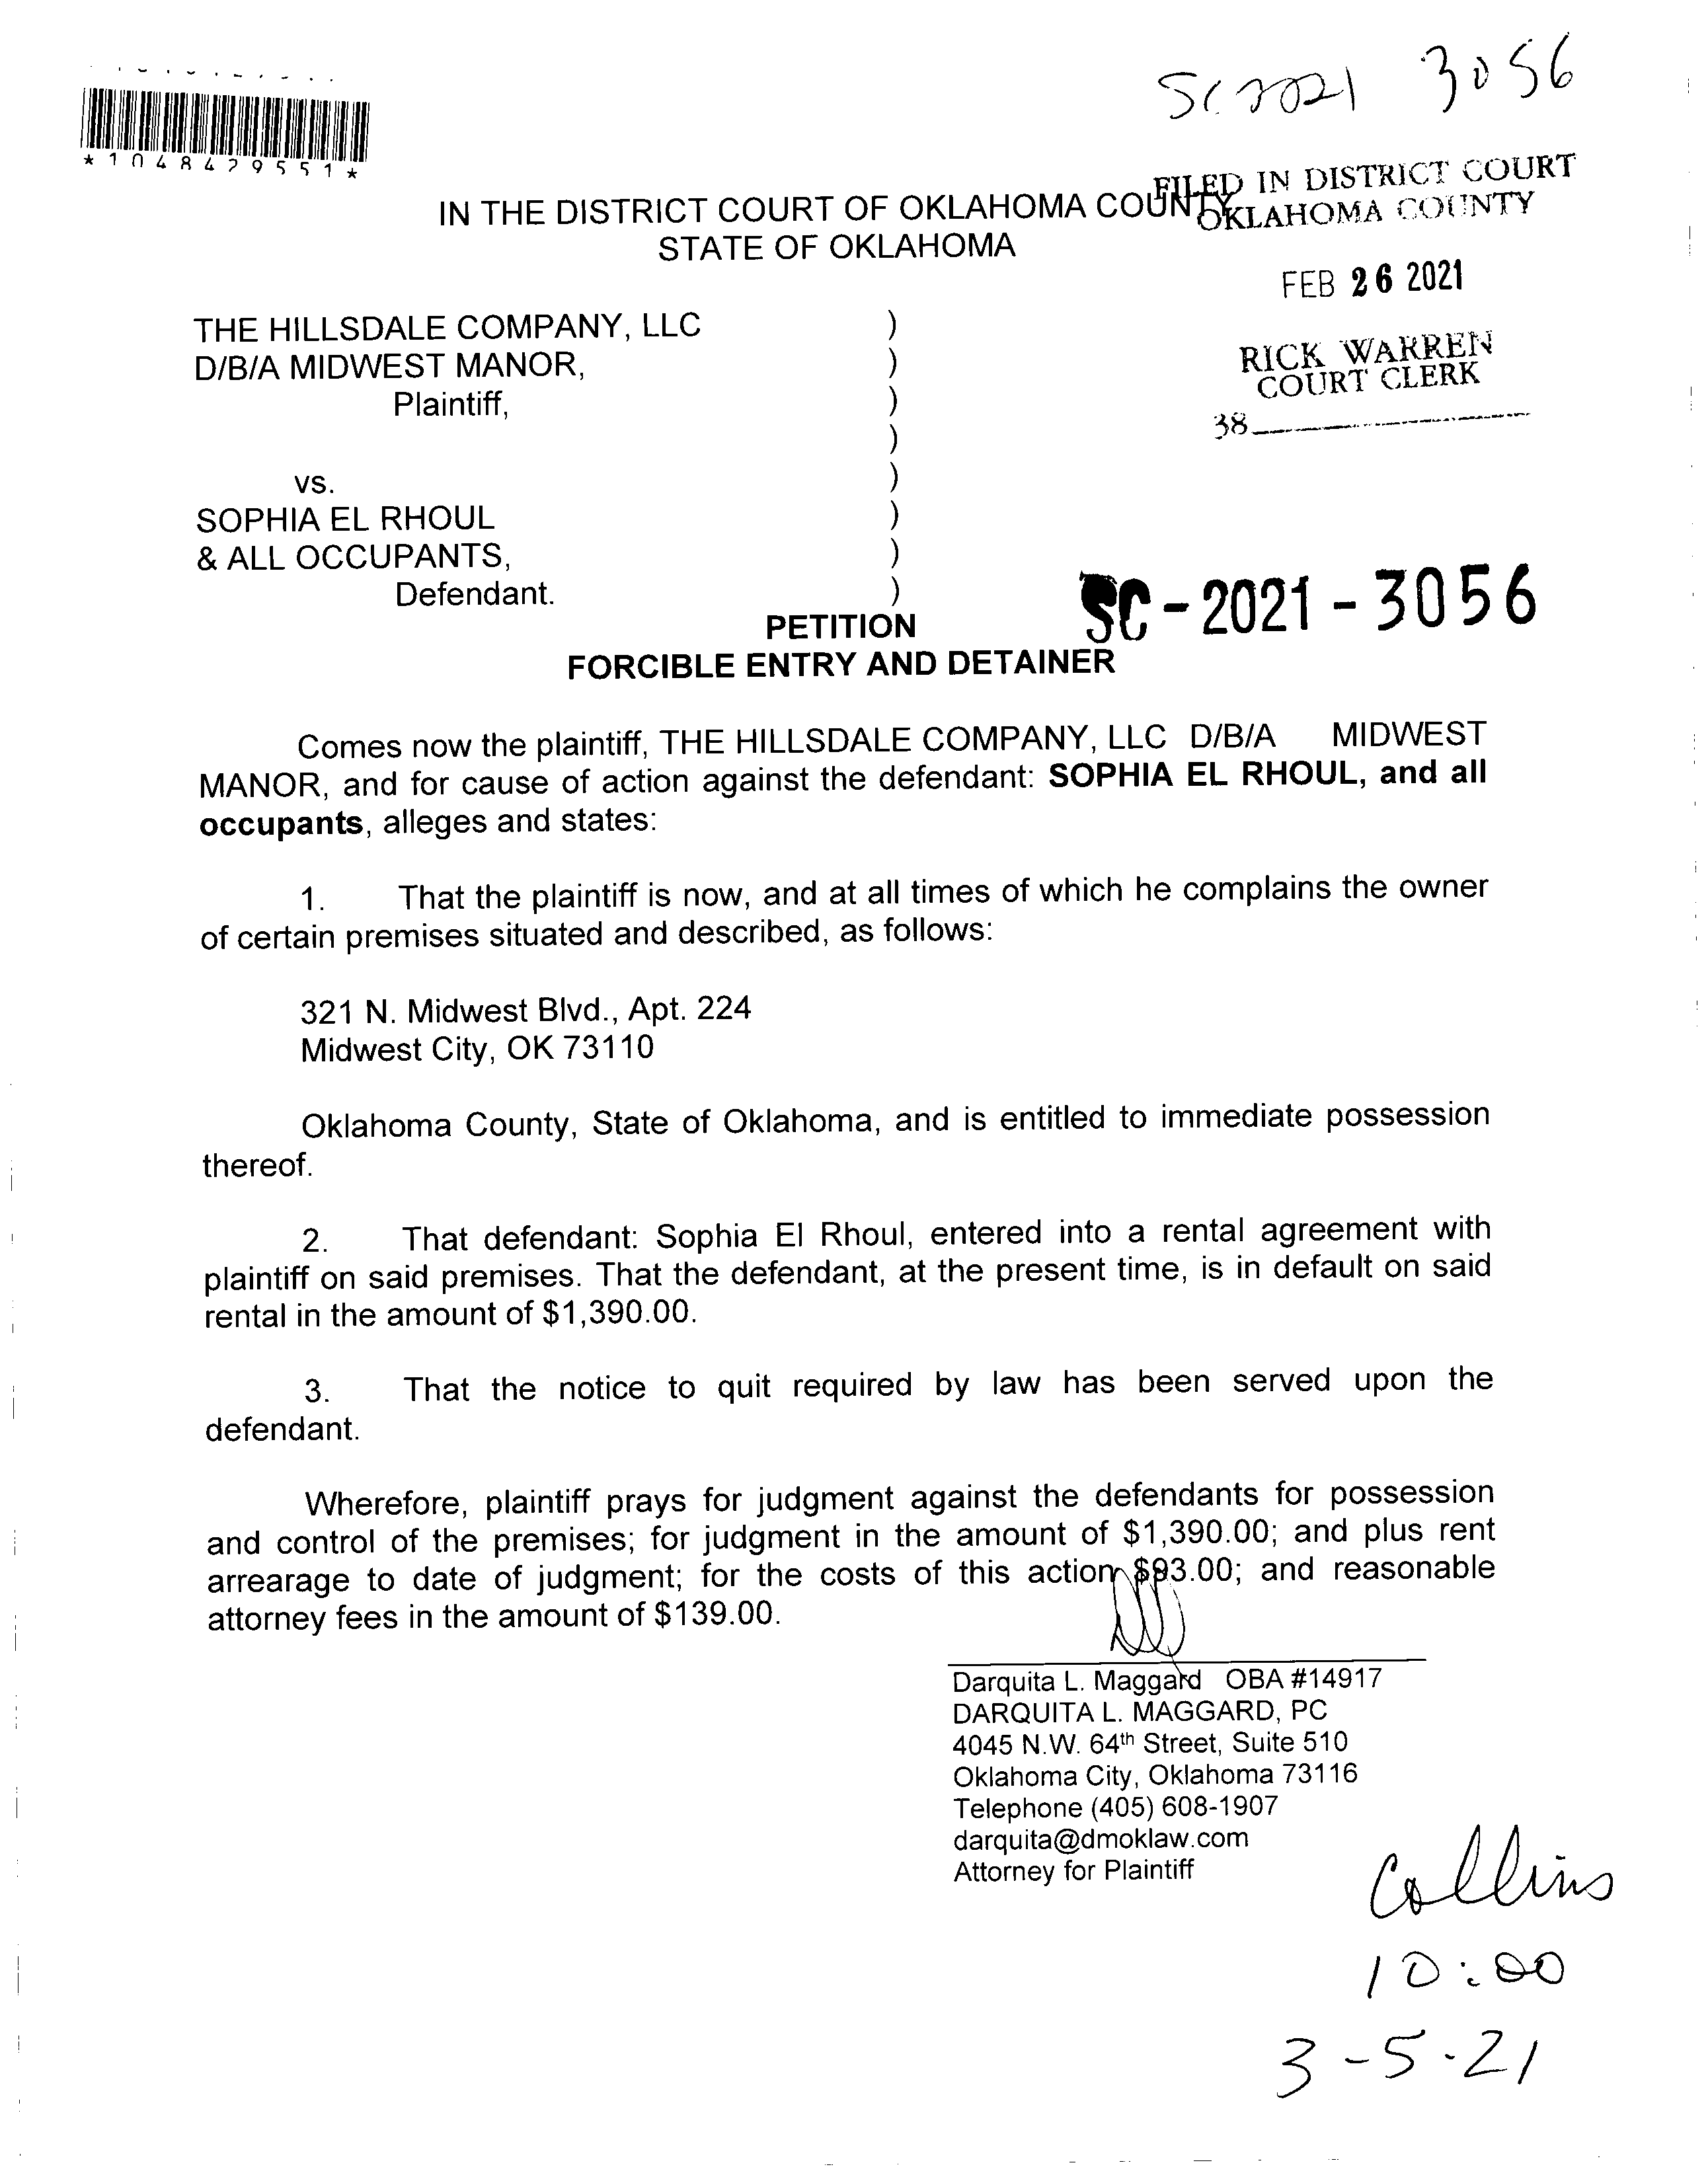 SC 2021 3056
*1048429551*
FILED IN DISTRICT COURT
OKLAHOMA COUNTY
IN THE DISTRICT COURT OF OKLAHOMA COUNTY
STATE OF OKLAHOMA
FEB 26 2021
RICK WARREN
COURT CLERK
38
THE HILLSDALE COMPANY, LLC )
D/B/A MIDWEST MANOR, )
Plaintiff, )
)
vs. )
SOPHIA EL RHOUL )
& ALL OCCUPANTS, )
Defendant. )
SC-2021-3056
PETITION
FORCIBLE ENTRY AND DETAINER
Comes now the plaintiff, THE HILLSDALE COMPANY, LLC D/B/A MIDWEST
MANOR, and for cause of action against the defendant: SOPHIA EL RHOUL, and all
occupants, alleges and states:
1. That the plaintiff is now, and at all times of which he complains the owner
of certain premises situated and described, as follows:
321 N. Midwest Blvd., Apt. 224
Midwest City, OK 73110
Oklahoma County, State of Oklahoma, and is entitled to immediate possession
thereof.
2. That defendant: Sophia El Rhoul, entered into a rental agreement with
plaintiff on said premises. That the defendant, at the present time, is in default on said
rental in the amount of $1,390.00.
3. That the notice to quit required by law has been served upon the
defendant.
Wherefore, plaintiff prays for judgment against the defendants for possession
and control of the premises; for judgment in the amount of $1,390.00; and plus rent
arrearage to date of judgment; for the costs of this action $93.00; and reasonable
attorney fees in the amount of $139.00.
Darquita L. Maggard OBA #14917
DARQUITA L. MAGGARD, PC
4045 N.W. 64th Street, Suite 510
Oklahoma City, Oklahoma 73116
Telephone (405) 608-1907
darquita@dmoklaw.com
Attorney for Plaintiff
Collins
10:00
3-5-21